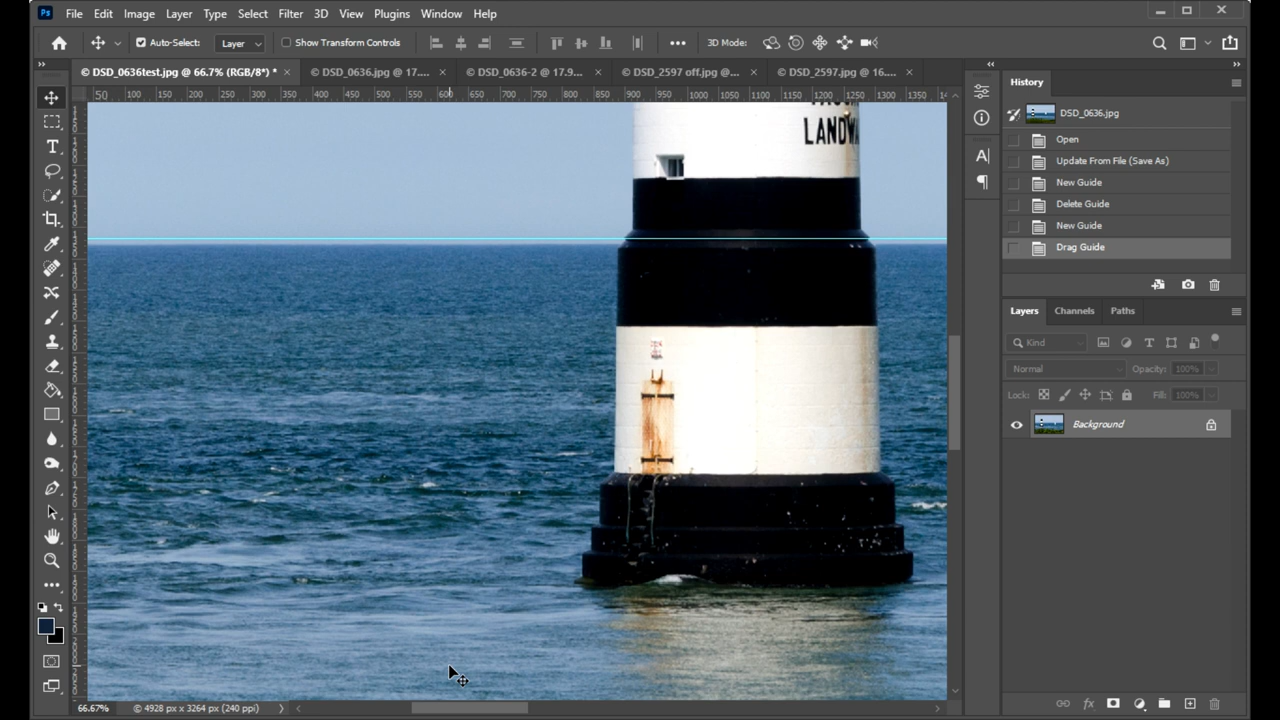 Ps File Edit Image Layer Type Select Filter 3D View Plugins Window Help
Auto-Select: Layer Show Transform Controls ••• 3D Mode:
© DSD_0636test.jpg @ 66.7% (RGB/8*) * × © DSD_0636.jpg @ 17.... × © DSD_0636-2 @ 17.9... × © DSD_2597 off.jpg @... × © DSD_2597.jpg @ 16.... ×
50 100 150 200 250 300 350 400 450 500 550 600 650 700 750 800 850 900 950 1000 1050 1100 1150 1200 1250 1300 1350
LANDWA
History
DSD_0636.jpg
Open
Update From File (Save As)
New Guide
Delete Guide
New Guide
Drag Guide
Layers Channels Paths
Kind
Normal Opacity: 100%
Lock: Fill: 100%
Background
66.67% © 4928 px x 3264 px (240 ppi)